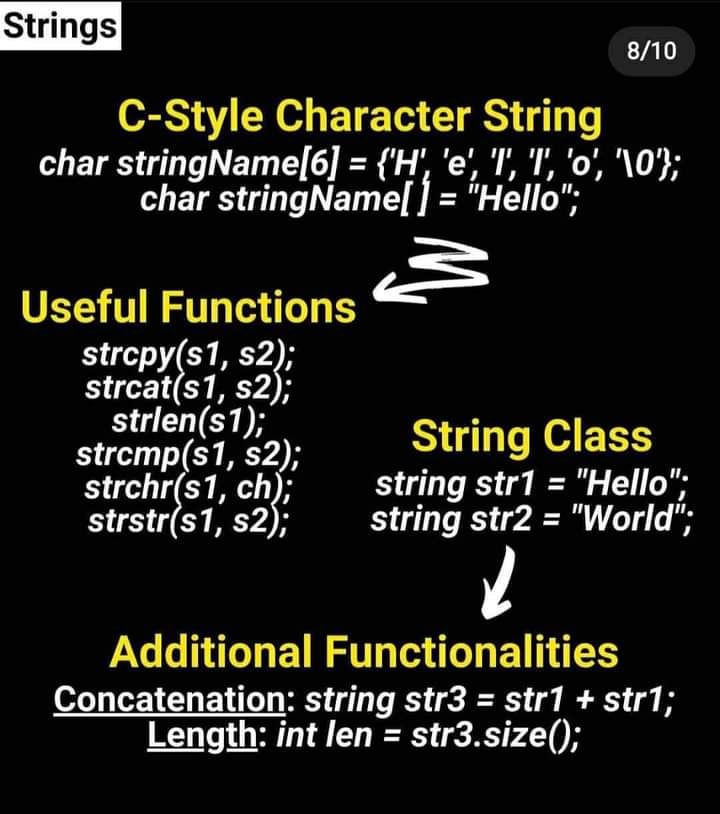 Strings
8/10
C-Style Character String
char stringName[6] = {'H', 'e', 'l', 'l', 'o', '\0'};
char stringName[ ] = "Hello";
Useful Functions
strcpy(s1, s2);
strcat(s1, s2);
strlen(s1);
strcmp(s1, s2);
strchr(s1, ch);
strstr(s1, s2);
String Class
string str1 = "Hello";
string str2 = "World";
Additional Functionalities
Concatenation: string str3 = str1 + str1;
Length: int len = str3.size();